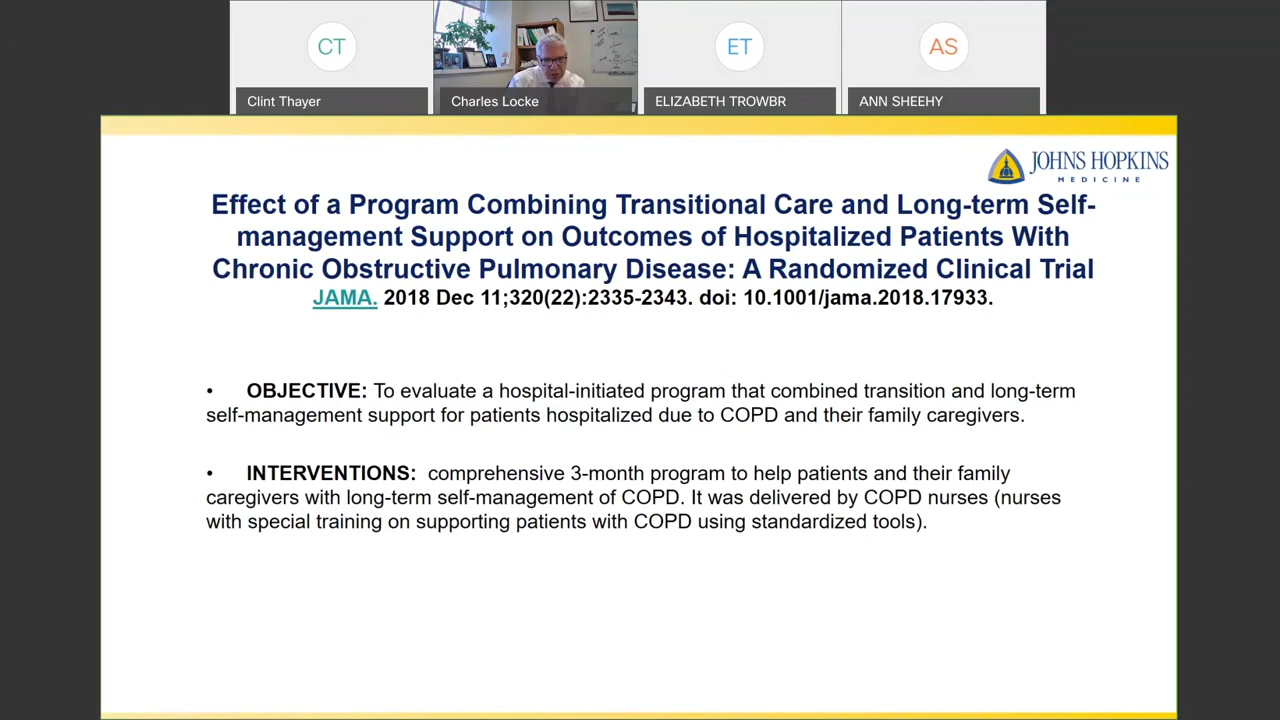 CT
ET
AS
Clint Thayer
Charles Locke
ELIZABETH TROWBR
ANN SHEEHY
JOHNS HOPKINS
MEDICINE
Effect of a Program Combining Transitional Care and Long-term Self-
management Support on Outcomes of Hospitalized Patients With
Chronic Obstructive Pulmonary Disease: A Randomized Clinical Trial
JAMA. 2018 Dec 11;320(22):2335-2343. doi: 10.1001/jama.2018.17933.
• OBJECTIVE: To evaluate a hospital-initiated program that combined transition and long-term
self-management support for patients hospitalized due to COPD and their family caregivers.
• INTERVENTIONS: comprehensive 3-month program to help patients and their family
caregivers with long-term self-management of COPD. It was delivered by COPD nurses (nurses
with special training on supporting patients with COPD using standardized tools).